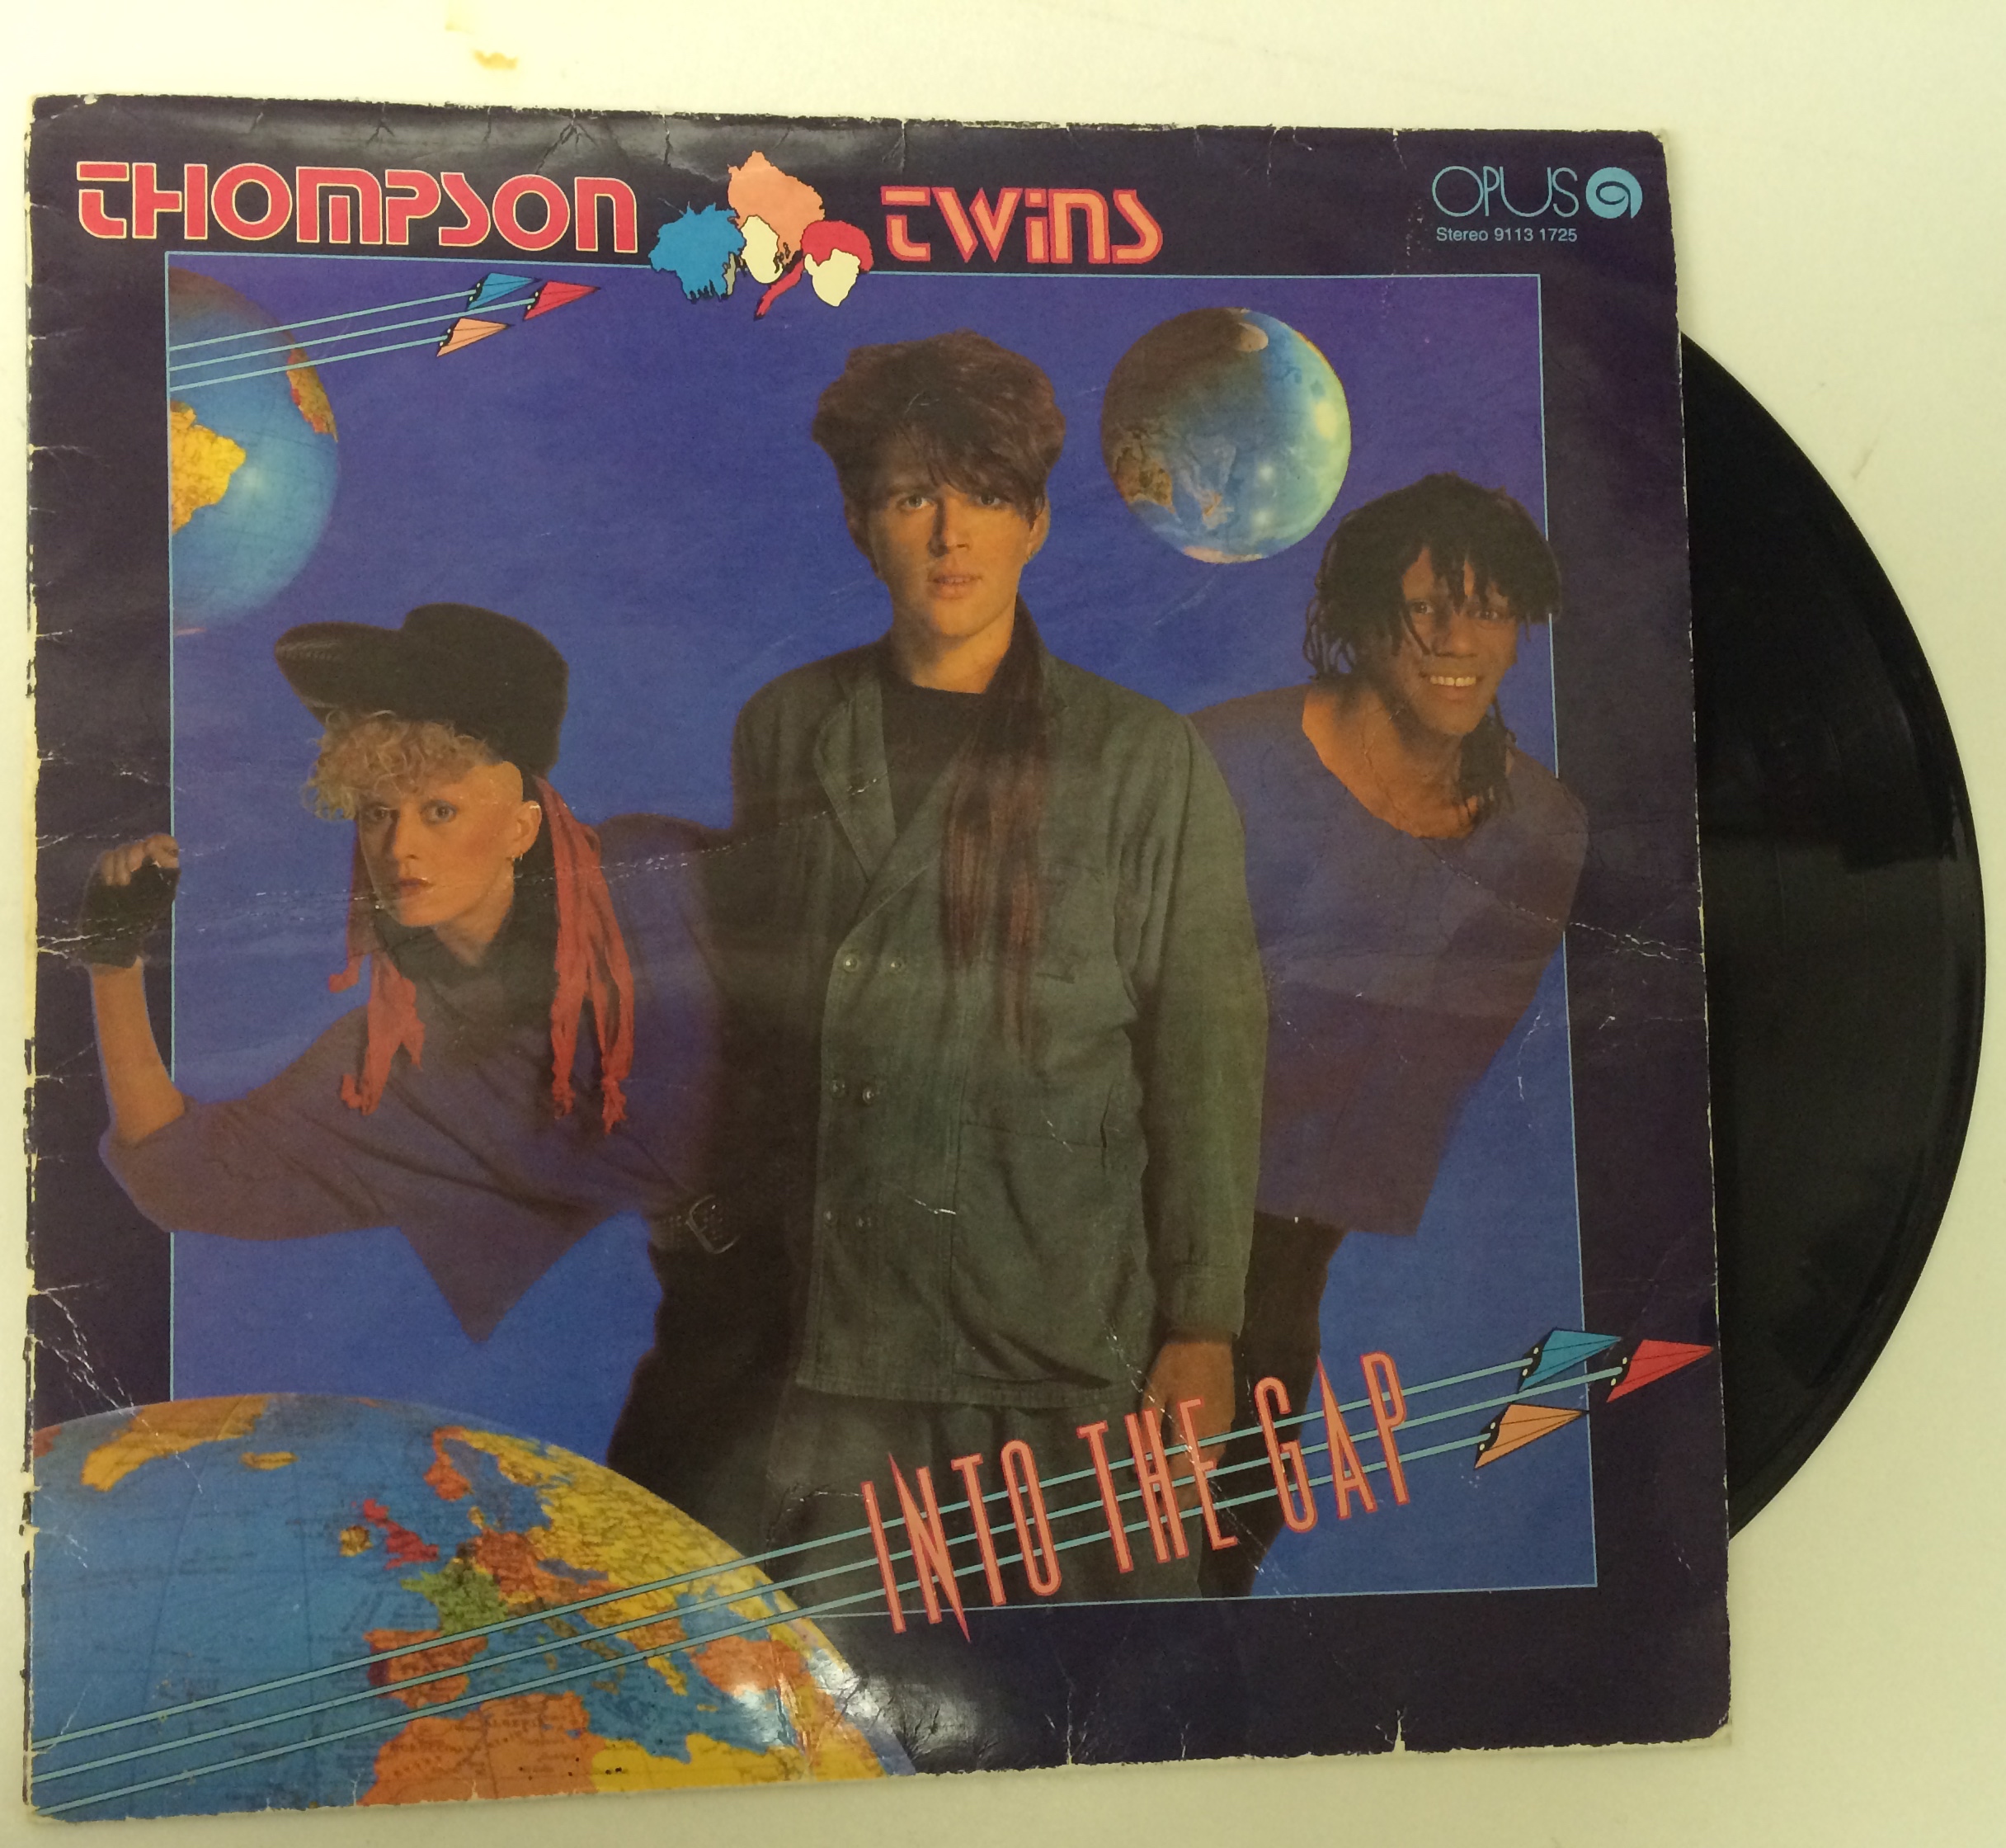 THOMPSON TWINS
OPUS
Stereo 9113 1725
INTO THE GAP